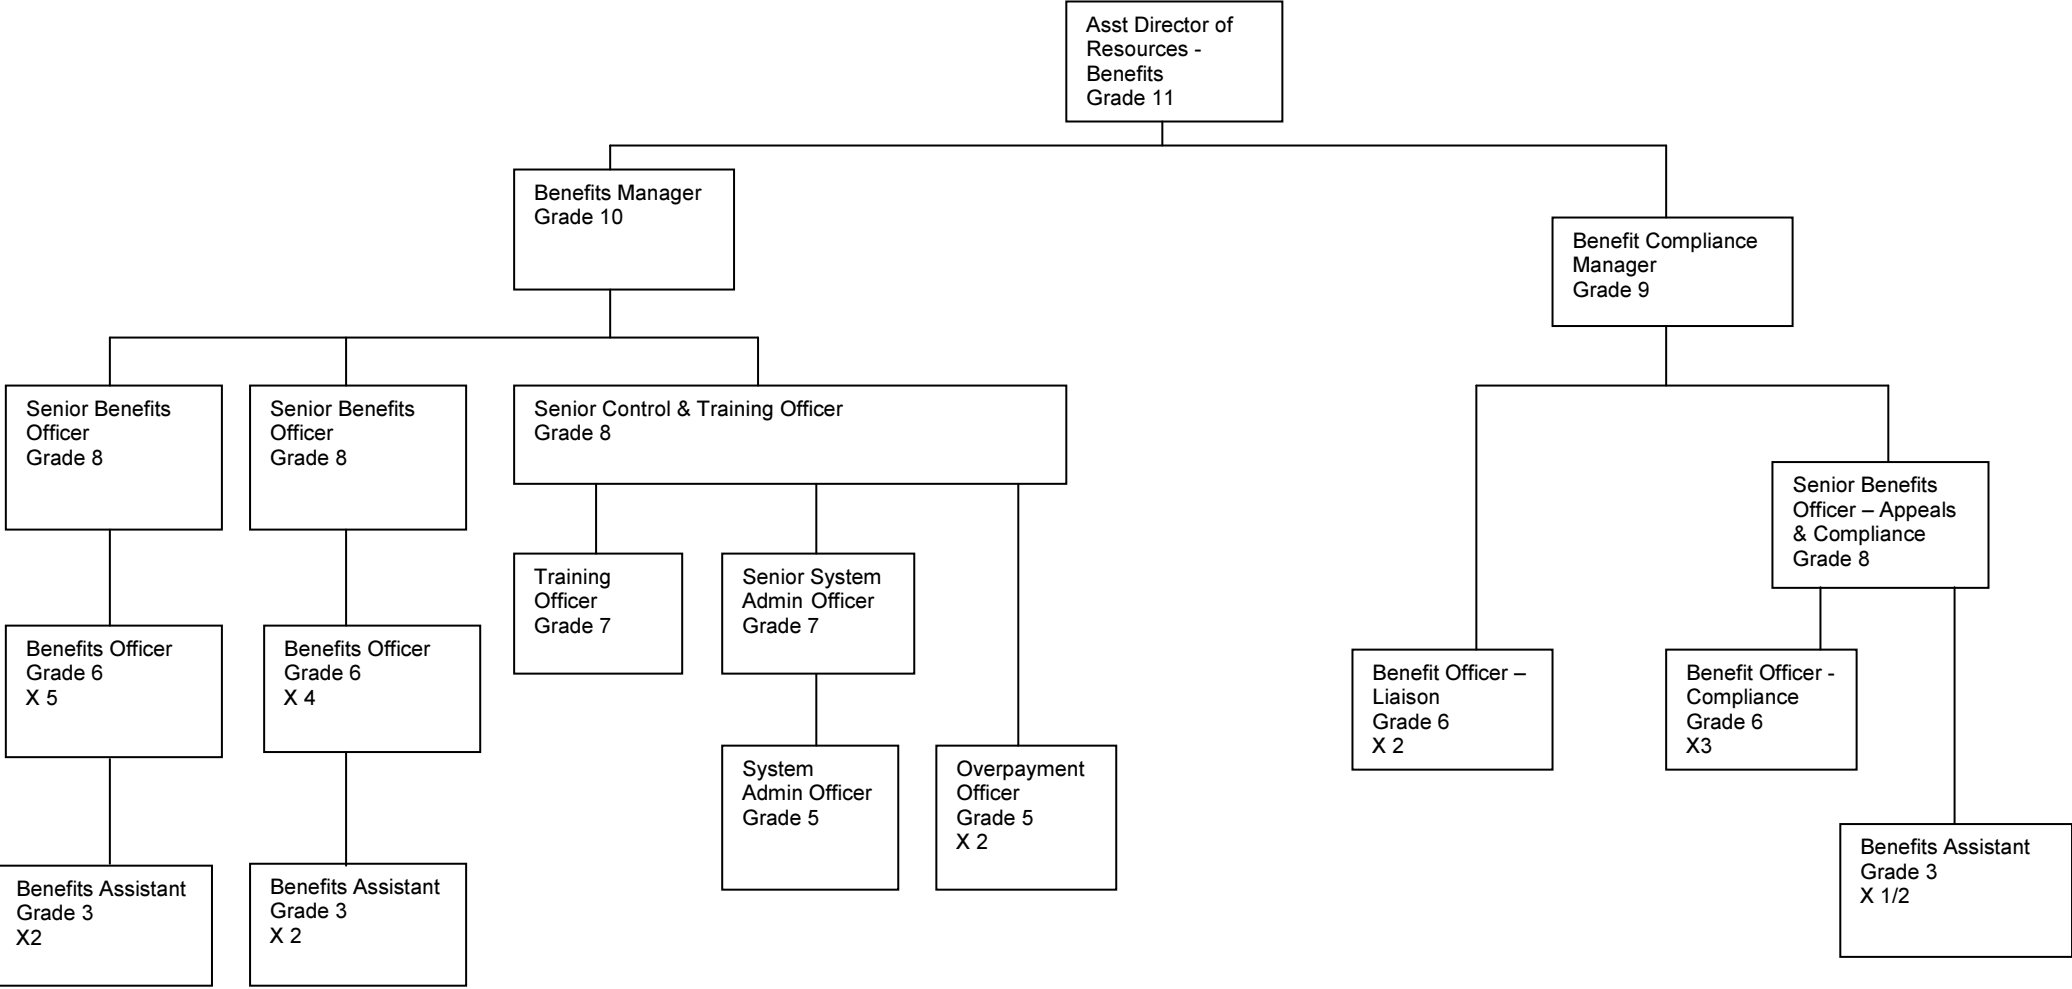 Asst Director of
Resources -
Benefits
Grade 11
Benefits Manager
Grade 10
Benefit Compliance
Manager
Grade 9
Senior Benefits
Officer
Grade 8
Senior Benefits
Officer
Grade 8
Senior Control & Training Officer
Grade 8
Senior Benefits
Officer – Appeals
& Compliance
Grade 8
Training
Officer
Grade 7
Senior System
Admin Officer
Grade 7
Benefits Officer
Grade 6
X 5
Benefits Officer
Grade 6
X 4
Benefit Officer –
Liaison
Grade 6
X 2
Benefit Officer -
Compliance
Grade 6
X3
System
Admin Officer
Grade 5
Overpayment
Officer
Grade 5
X 2
Benefits Assistant
Grade 3
X2
Benefits Assistant
Grade 3
X 2
Benefits Assistant
Grade 3
X 1/2